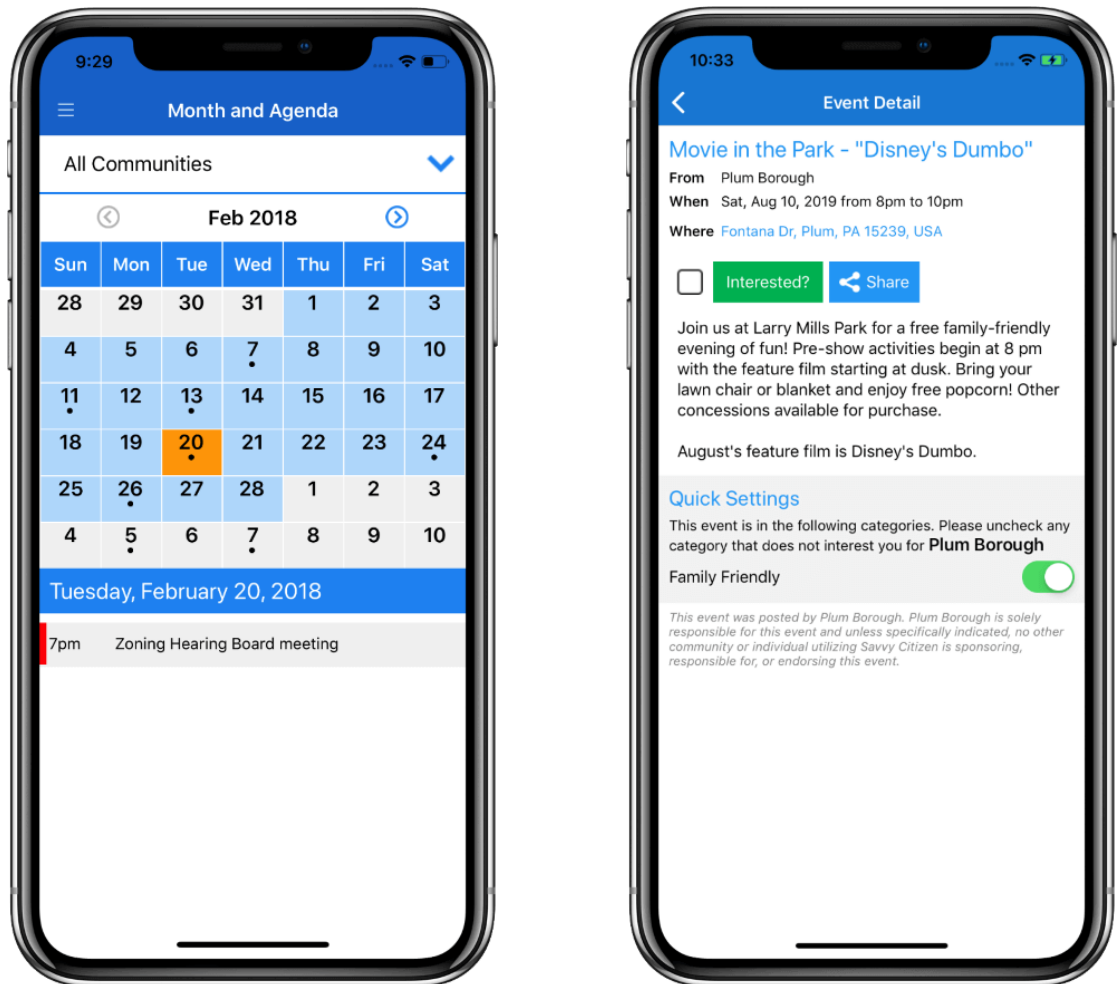 9:29
Month and Agenda
All Communities
Feb 2018
Sun Mon Tue Wed Thu Fri Sat
28 29 30 31 1 2 3
4 5 6 7 8 9 10
11 12 13 14 15 16 17
18 19 20 21 22 23 24
25 26 27 28 1 2 3
4 5 6 7 8 9 10
Tuesday, February 20, 2018
7pm Zoning Hearing Board meeting
10:33
Event Detail
Movie in the Park - "Disney's Dumbo"
From Plum Borough
When Sat, Aug 10, 2019 from 8pm to 10pm
Where Fontana Dr, Plum, PA 15239, USA
Interested? Share
Join us at Larry Mills Park for a free family-friendly
evening of fun! Pre-show activities begin at 8 pm
with the feature film starting at dusk. Bring your
lawn chair or blanket and enjoy free popcorn! Other
concessions available for purchase.
August's feature film is Disney's Dumbo.
Quick Settings
This event is in the following categories. Please uncheck any
category that does not interest you for Plum Borough
Family Friendly
This event was posted by Plum Borough. Plum Borough is solely
responsible for this event and unless specifically indicated, no other
community or individual utilizing Savvy Citizen is sponsoring,
responsible for, or endorsing this event.